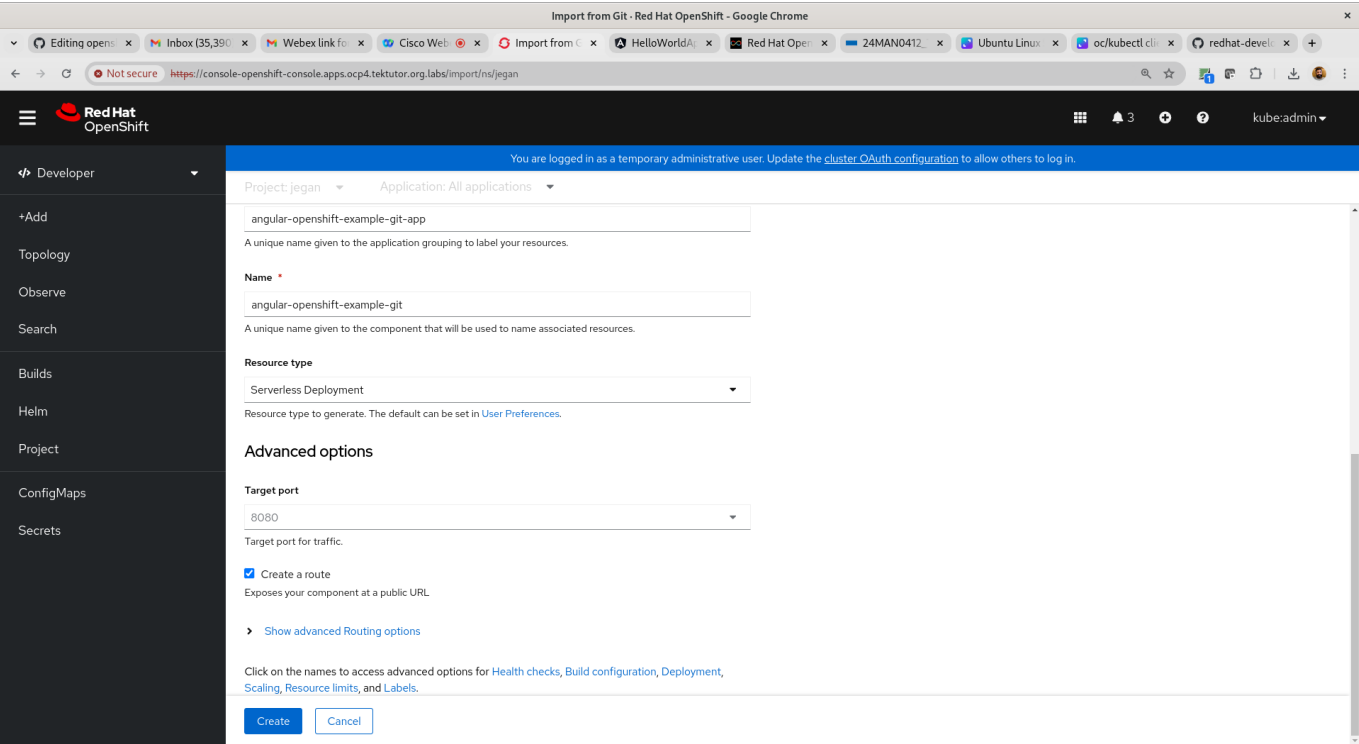 Import from Git · Red Hat OpenShift - Google Chrome
Editing opens
Inbox (35,390
Webex link fo
Cisco Web
Import from G
HelloWorldA
Red Hat Open
24MAN0412_
Ubuntu Linux
oc/kubectl cli
redhat-develo
Not secure https://console-openshift-console.apps.ocp4.tektutor.org.labs/import/ns/jegan
1
Red Hat
OpenShift
3
kube:admin
You are logged in as a temporary administrative user. Update the cluster OAuth configuration to allow others to log in.
Developer
Project: jegan
Application: All applications
+Add
Topology
Observe
Search
Builds
Helm
Project
ConfigMaps
Secrets
angular-openshift-example-git-app
A unique name given to the application grouping to label your resources.
Name *
angular-openshift-example-git
A unique name given to the component that will be used to name associated resources.
Resource type
Serverless Deployment
Resource type to generate. The default can be set in User Preferences.
Advanced options
Target port
8080
Target port for traffic.
Create a route
Exposes your component at a public URL
Show advanced Routing options
Click on the names to access advanced options for Health checks, Build configuration, Deployment,
Scaling, Resource limits, and Labels.
Create
Cancel